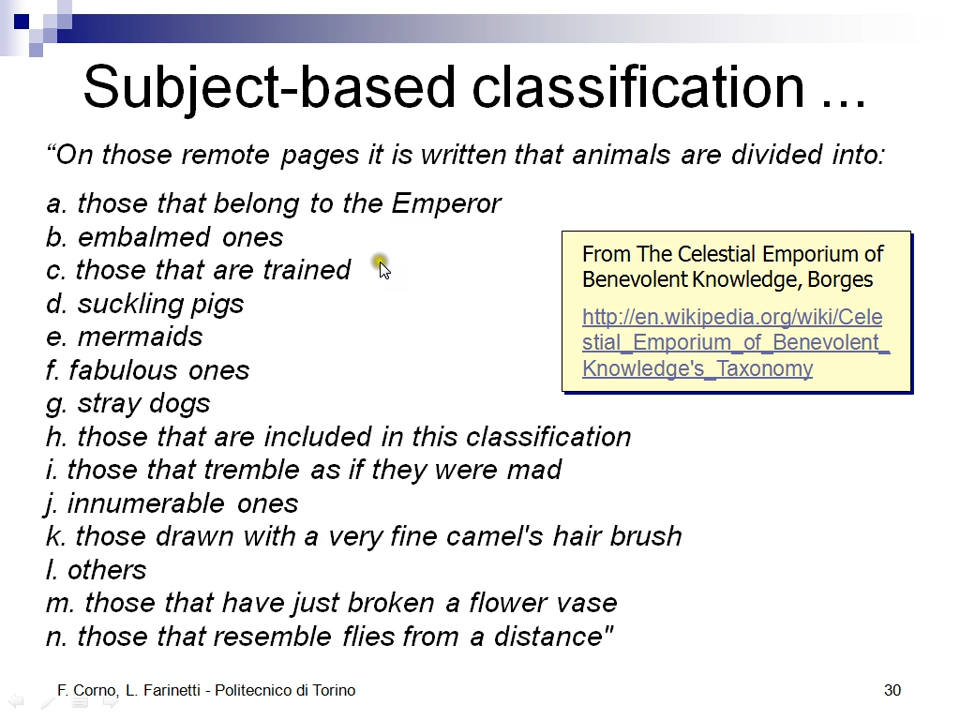 Subject-based classification ...
“On those remote pages it is written that animals are divided into:
a. those that belong to the Emperor
b. embalmed ones
c. those that are trained
d. suckling pigs
e. mermaids
f. fabulous ones
g. stray dogs
h. those that are included in this classification
i. those that tremble as if they were mad
j. innumerable ones
k. those drawn with a very fine camel's hair brush
l. others
m. those that have just broken a flower vase
n. those that resemble flies from a distance"
From The Celestial Emporium of
Benevolent Knowledge, Borges
http://en.wikipedia.org/wiki/Cele
stial_Emporium_of_Benevolent_
Knowledge's_Taxonomy
F. Corno, L. Farinetti - Politecnico di Torino
30